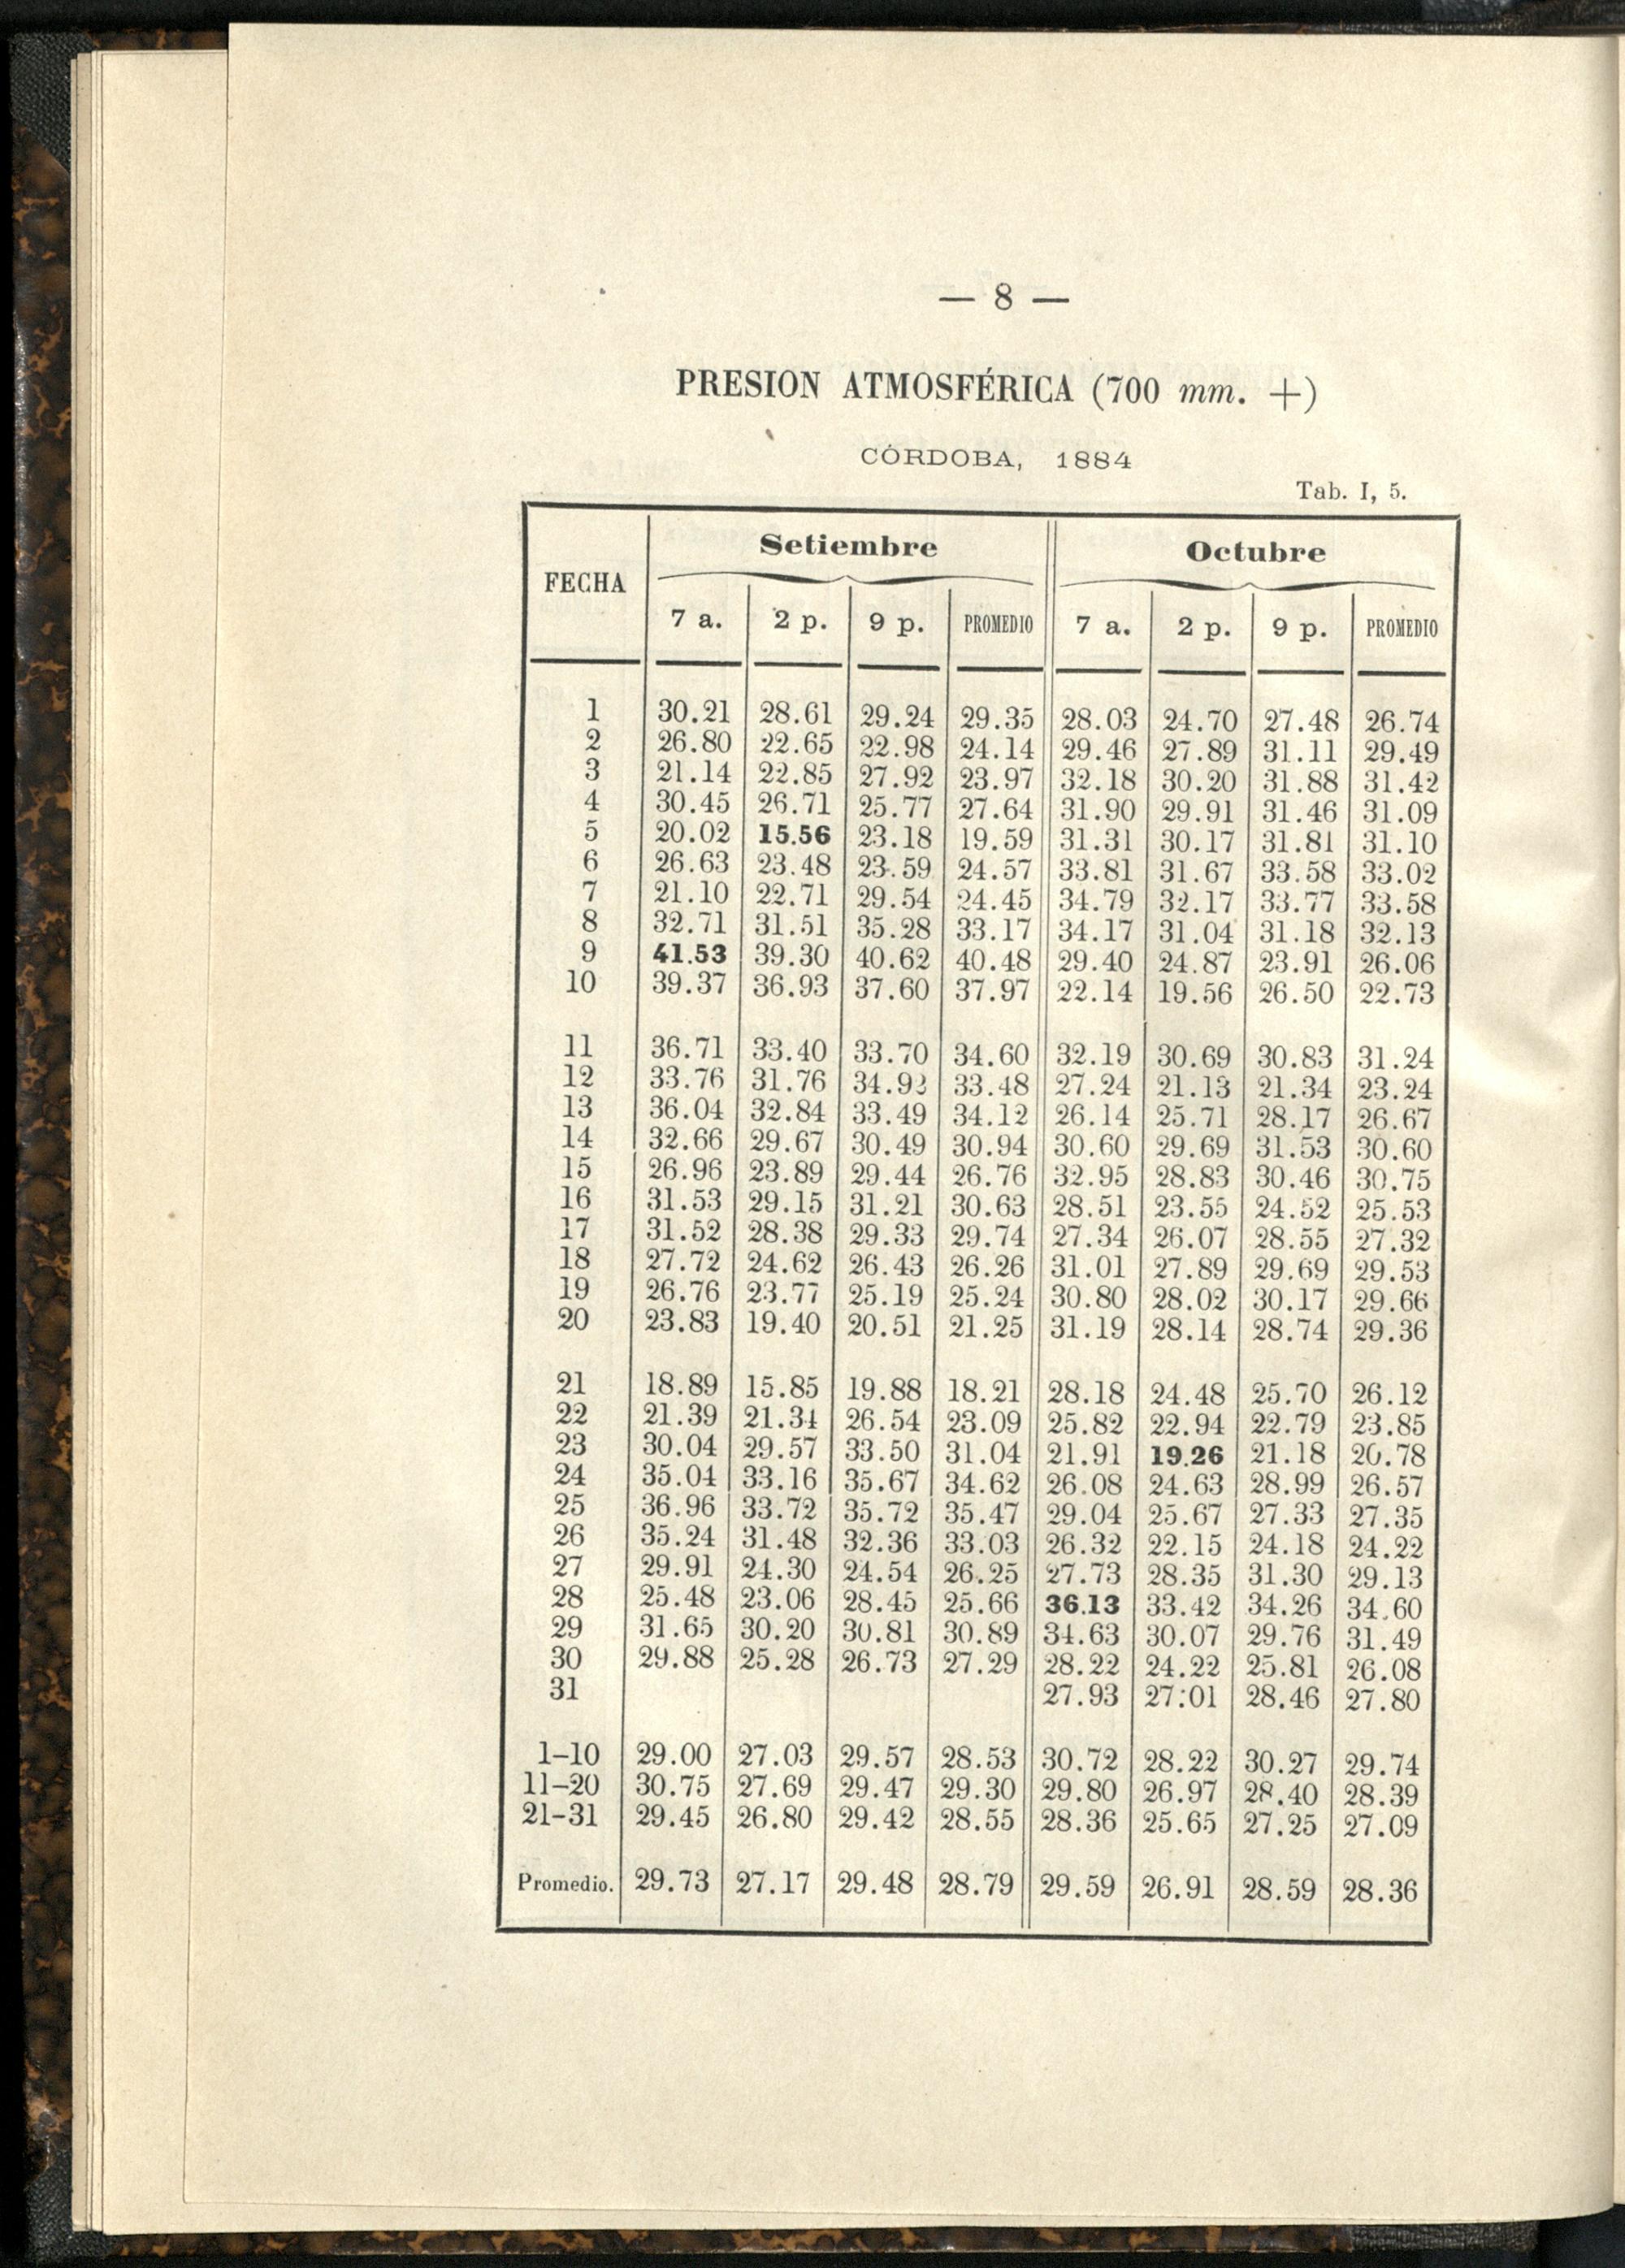 — 8 —
PRESION ATMOSFÉRICA (700 mm. +)
CÓRDOBA, 1884
Tab. I, 5.
FECHA Setiembre Octubre
7 a. 2 p. 9 p. PROMEDIO 7 a. 2 p. 9 p. PROMEDIO
1 30.21 28.61 29.24 29.35 28.03 24.70 27.48 26.74
2 26.80 22.65 22.98 24.14 29.46 27.89 31.11 29.49
3 21.14 22.85 27.92 23.97 32.18 30.20 31.88 31.42
4 30.45 26.71 25.77 27.64 31.90 29.91 31.46 31.09
5 20.02 15.56 23.18 19.59 31.31 30.17 31.81 31.10
6 26.63 23.48 23.59 24.57 33.81 31.67 33.58 33.02
7 21.10 22.71 29.54 24.45 34.79 32.17 33.77 33.58
8 32.71 31.51 35.28 33.17 34.17 31.04 31.18 32.13
9 41.53 39.30 40.62 40.48 29.40 24.87 23.91 26.06
10 39.37 36.93 37.60 37.97 22.14 19.56 26.50 22.73
11 36.71 33.40 33.70 34.60 32.19 30.69 30.83 31.24
12 33.76 31.76 34.92 33.48 27.24 21.13 21.34 23.24
13 36.04 32.84 33.49 34.12 26.14 25.71 28.17 26.67
14 32.66 29.67 30.49 30.94 30.60 29.69 31.53 30.60
15 26.96 23.89 29.44 26.76 32.95 28.83 30.46 30.75
16 31.53 29.15 31.21 30.63 28.51 23.55 24.52 25.53
17 31.52 28.38 29.33 29.74 27.34 26.07 28.55 27.32
18 27.72 24.62 26.43 26.26 31.01 27.89 29.69 29.53
19 26.76 23.77 25.19 25.24 30.80 28.02 30.17 29.66
20 23.83 19.40 20.51 21.25 31.19 28.14 28.74 29.36
21 18.89 15.85 19.88 18.21 28.18 24.48 25.70 26.12
22 21.39 21.34 26.54 23.09 25.82 22.94 22.79 23.85
23 30.04 29.57 33.50 31.04 21.91 19.26 21.18 20.78
24 35.04 33.16 35.67 34.62 26.08 24.63 28.99 26.57
25 36.96 33.72 35.72 35.47 29.04 25.67 27.33 27.35
26 35.24 31.48 32.36 33.03 26.32 22.15 24.18 24.22
27 29.91 24.30 24.54 26.25 27.73 28.35 31.30 29.13
28 25.48 23.06 28.45 25.66 36.13 33.42 34.26 34.60
29 31.65 30.20 30.81 30.89 34.63 30.07 29.76 31.49
30 29.88 25.28 26.73 27.29 28.22 24.22 25.81 26.08
31 27.93 27.01 28.46 27.80
1–10 29.00 27.03 29.57 28.53 30.72 28.22 30.27 29.74
11–20 30.75 27.69 29.47 29.30 29.80 26.97 28.40 28.39
21–31 29.45 26.80 29.42 28.55 28.36 25.65 27.25 27.09
Promedio. 29.73 27.17 29.48 28.79 29.59 26.91 28.59 28.36